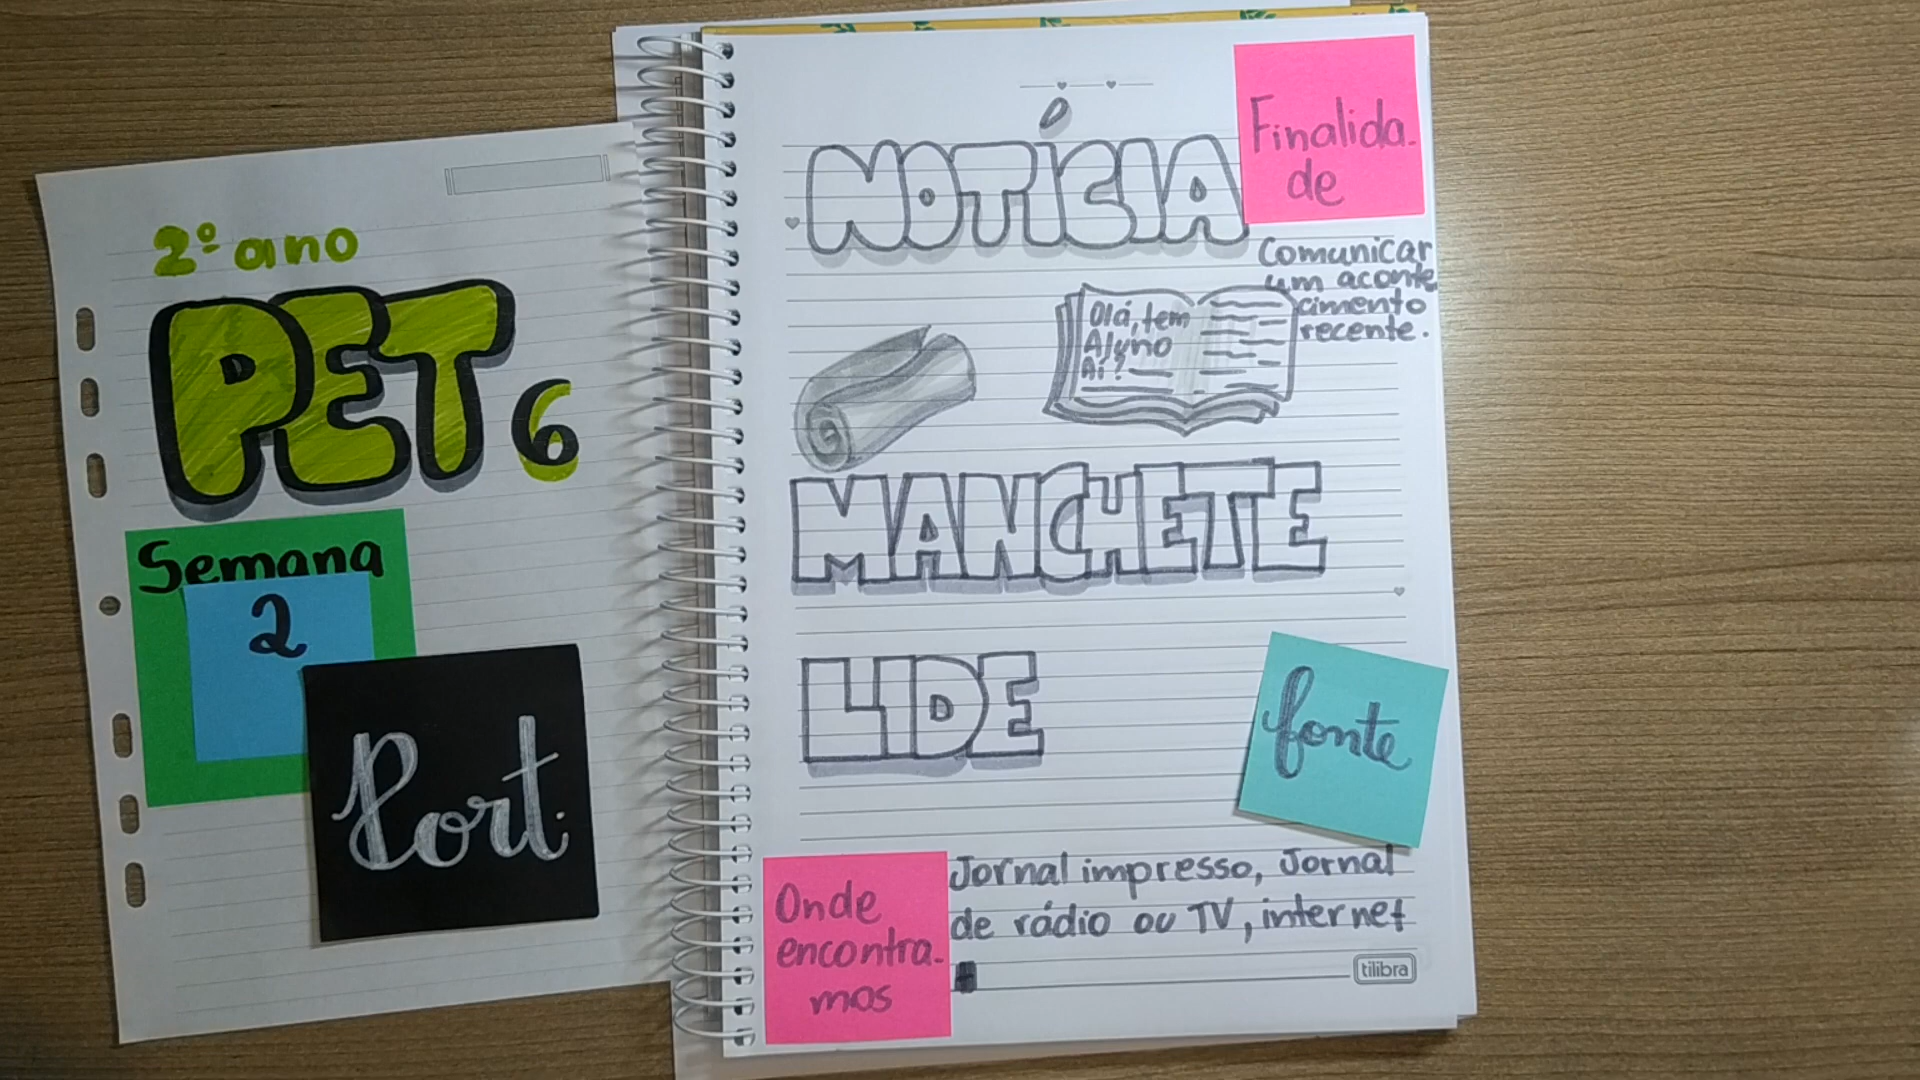 2º ano
PET 6
Semana
2
Port.
NOTÍCIA
Finalida-
de
Comunicar
um aconte
cimento
recente.
Olá, tem
Aluno
Aí?
MANCHETE
LIDE
fonte
Onde
encontra-
mos
Jornal impresso, Jornal
de rádio ou TV, internet
tilibra